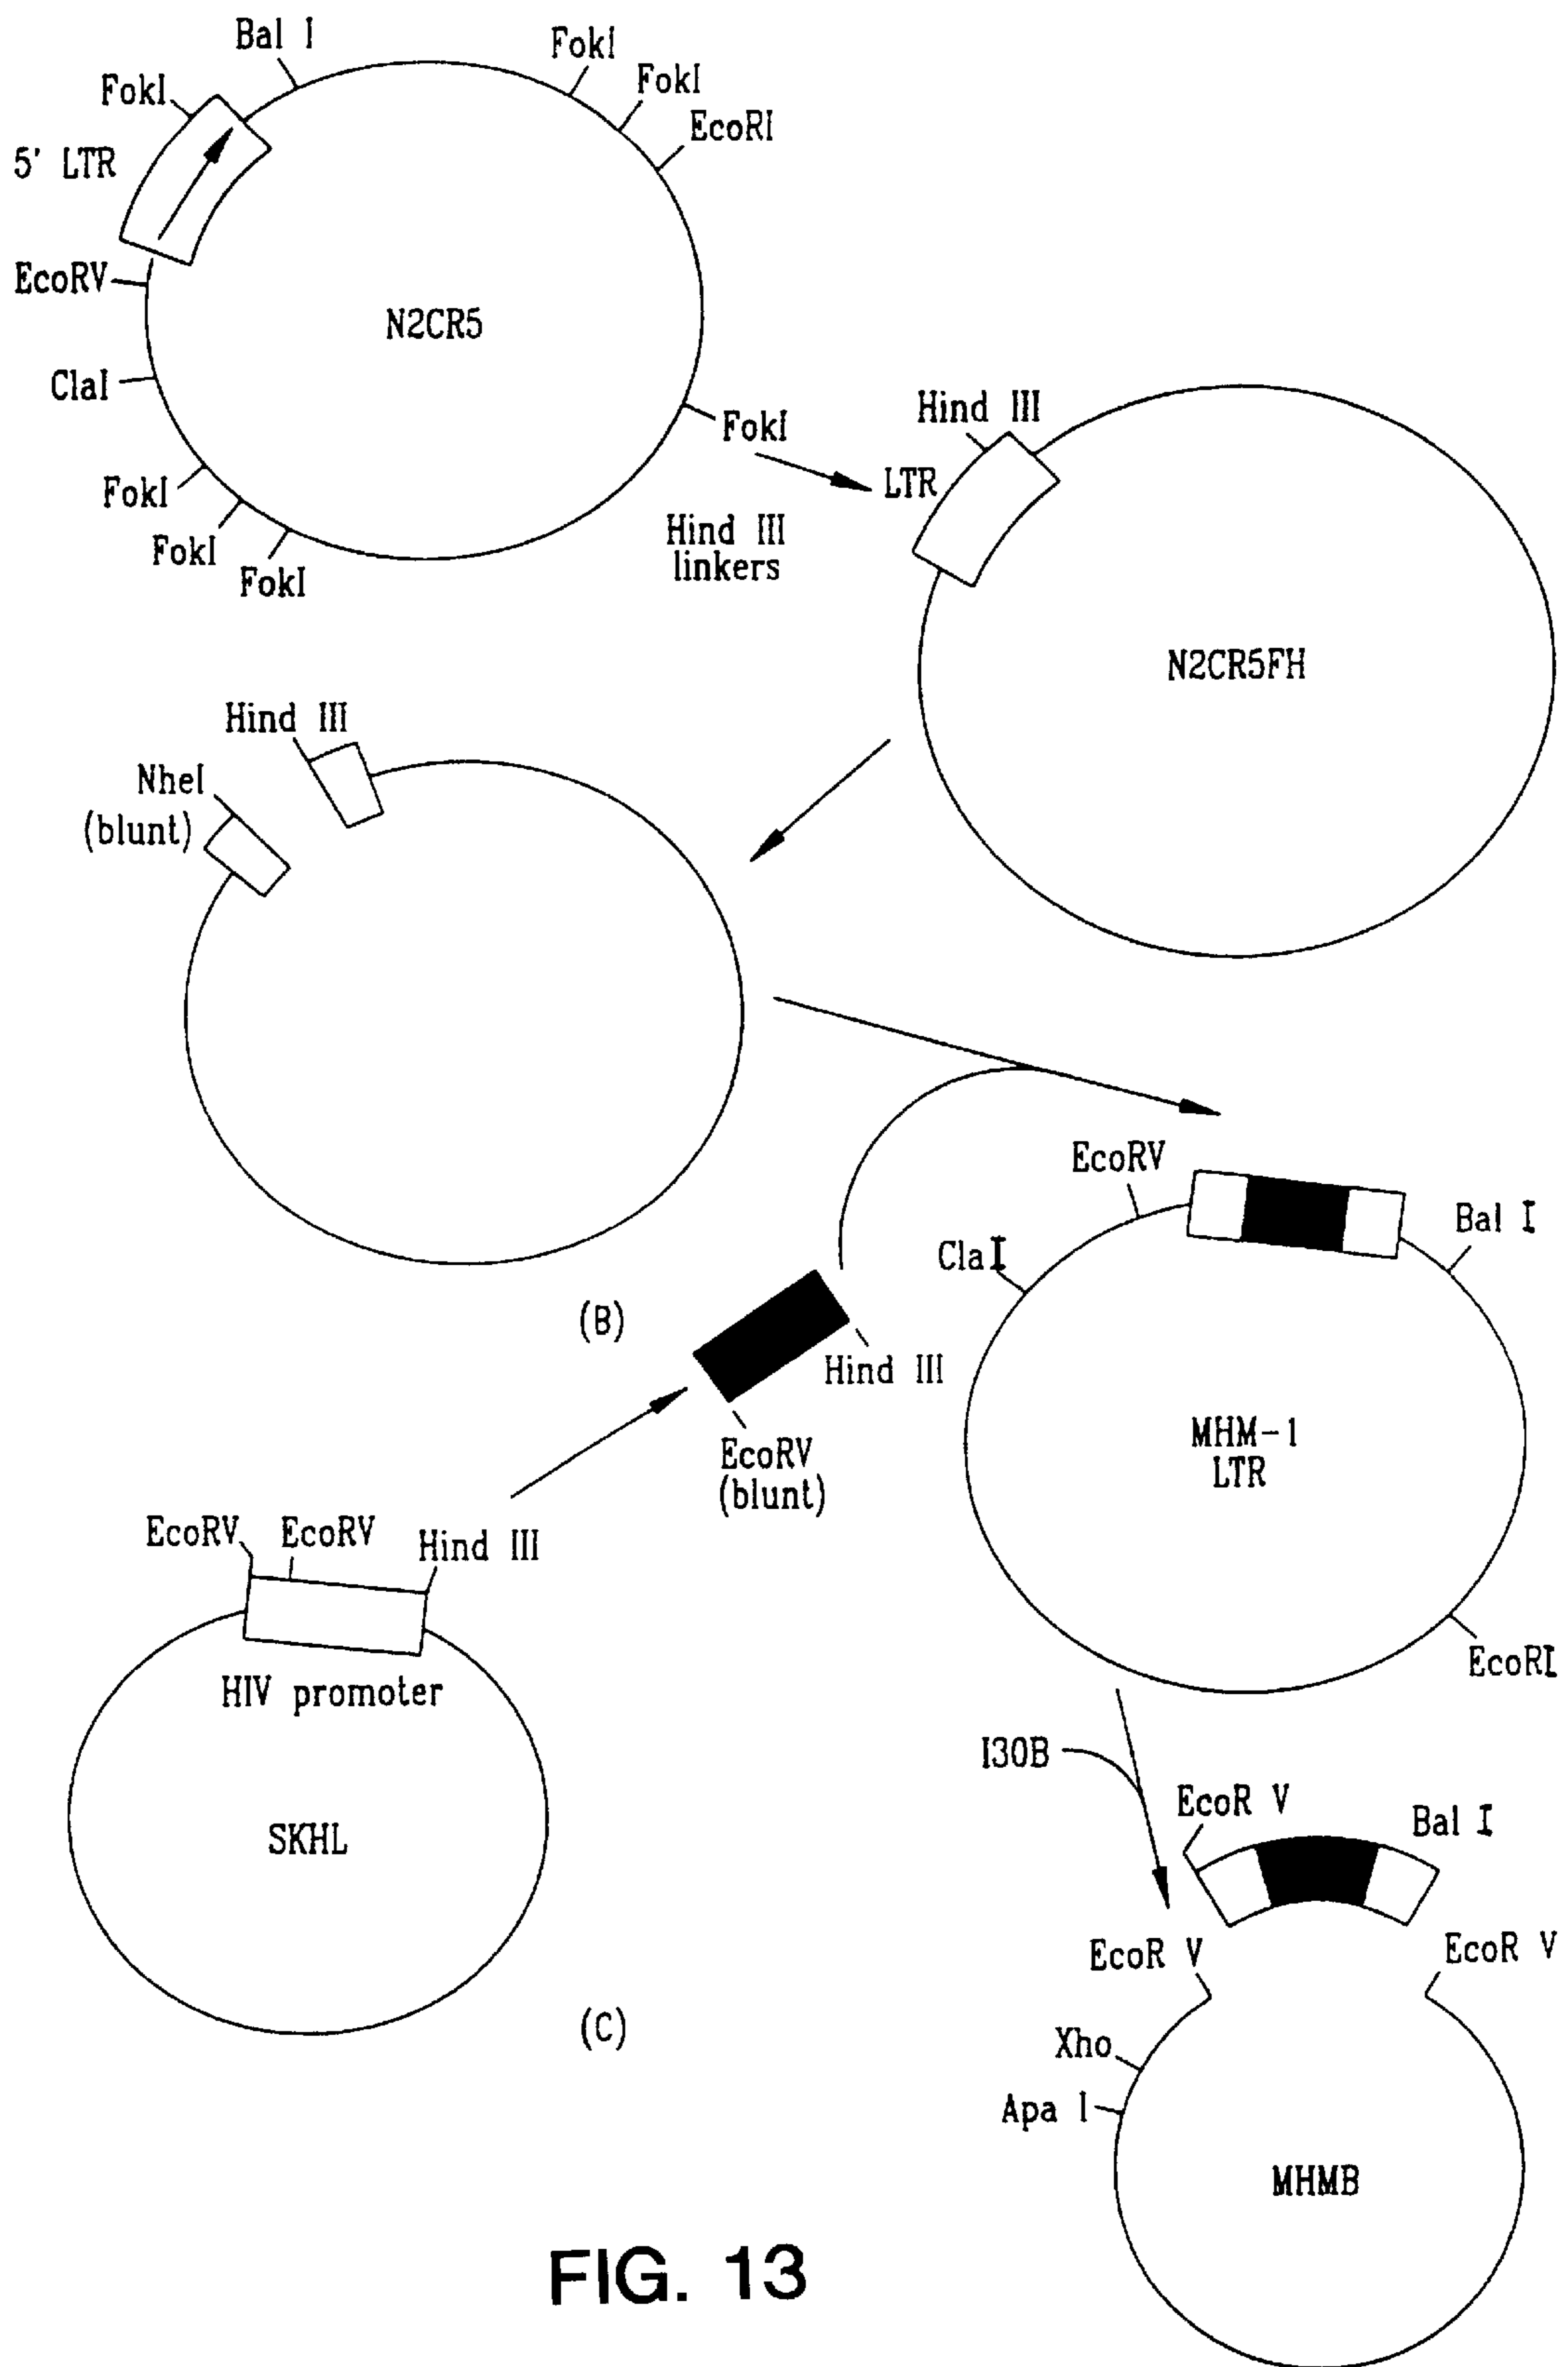 Bal I
FokI
FokI
FokI
EcoRI
5' LTR
EcoRV
N2CR5
ClaI
FokI
FokI
FokI
FokI
Hind III
linkers
Hind III
LTR
N2CR5FH
Hind III
NheI
(blunt)
EcoRV
Bal I
Cla I
(B)
Hind III
EcoRV
(blunt)
MHM-1
LTR
EcoRI
EcoRV
EcoRV
Hind III
HIV promoter
SKHL
(C)
I30B
EcoR V
Bal I
EcoR V
EcoR V
Xho
Apa I
MHMB
FIG. 13